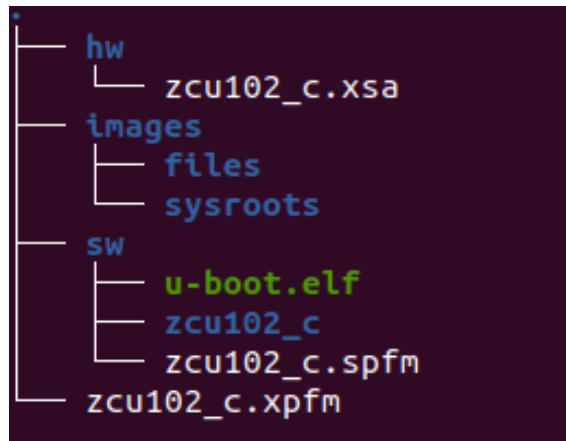 .
hw
zcu102_c.xsa
images
files
sysroots
sw
u-boot.elf
zcu102_c
zcu102_c.spfm
zcu102_c.xpfm